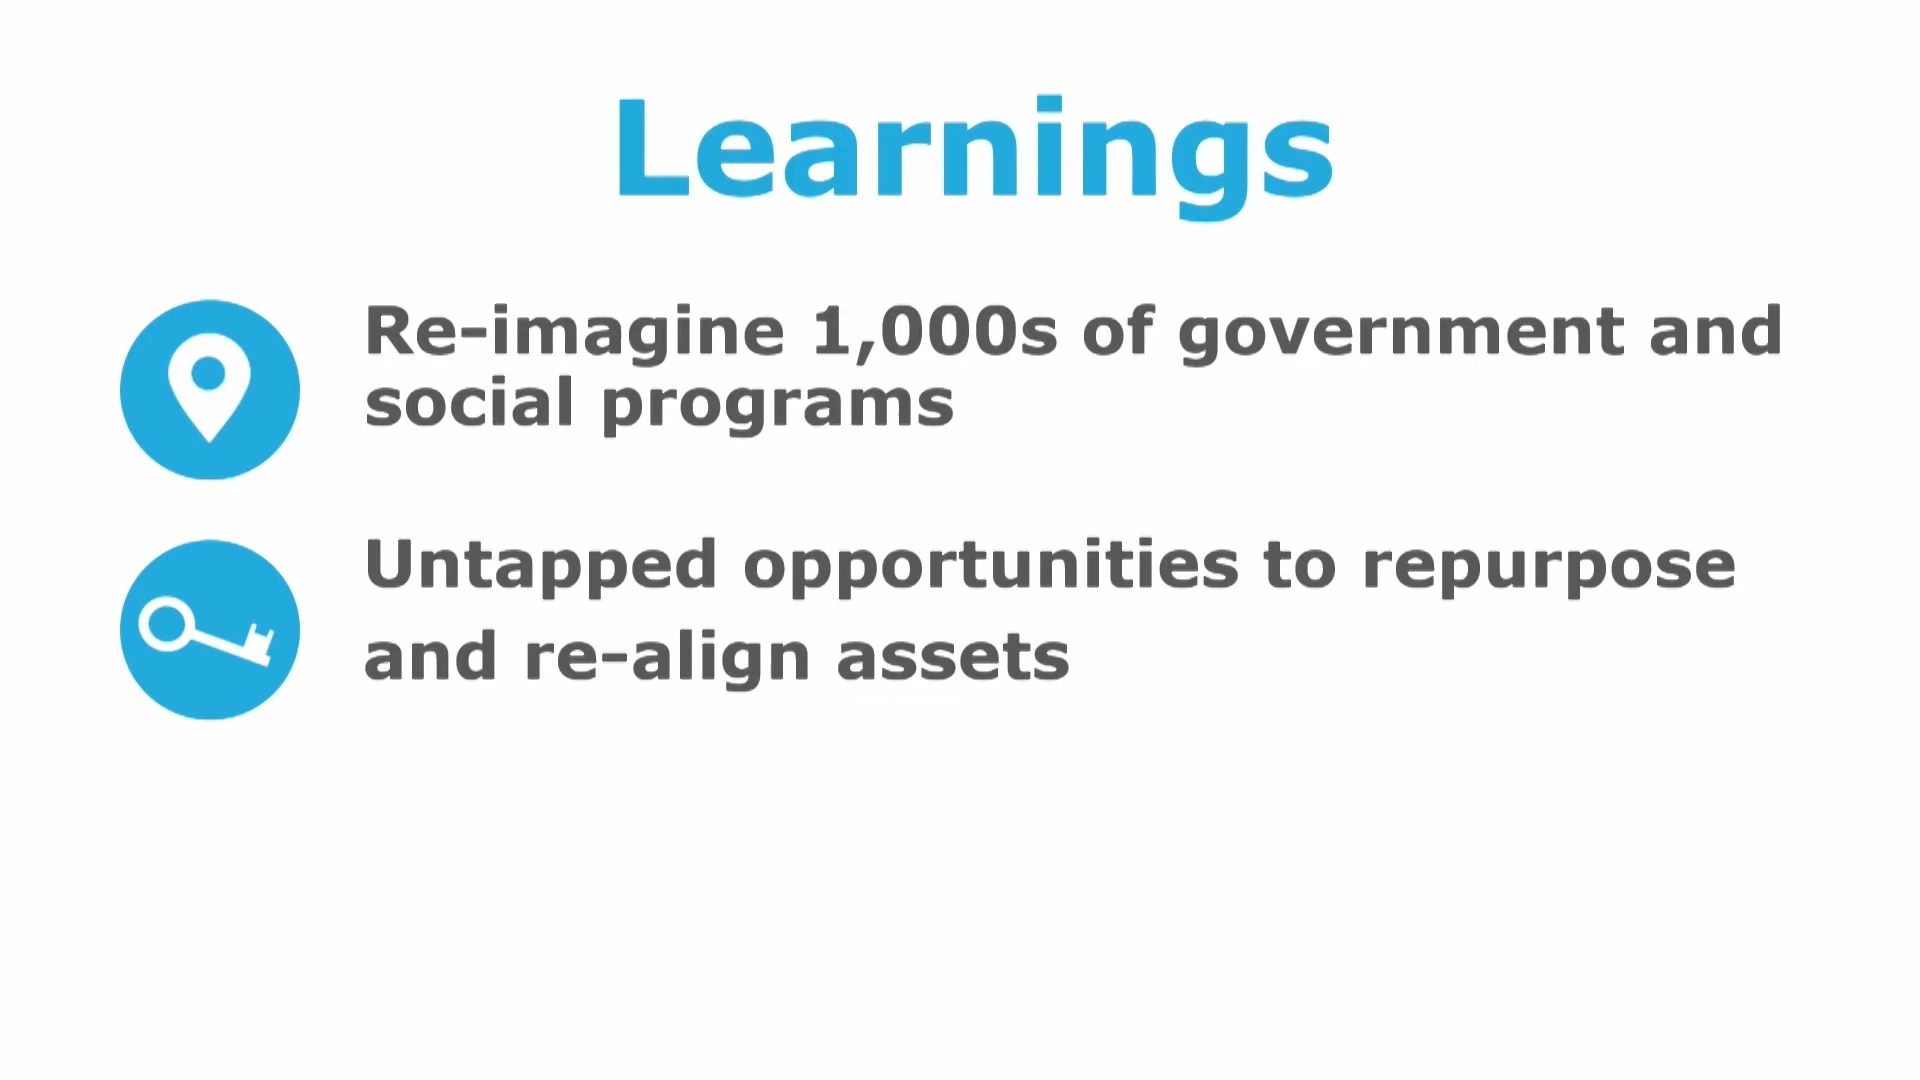 Learnings
Re-imagine 1,000s of government and
social programs
Untapped opportunities to repurpose
and re-align assets